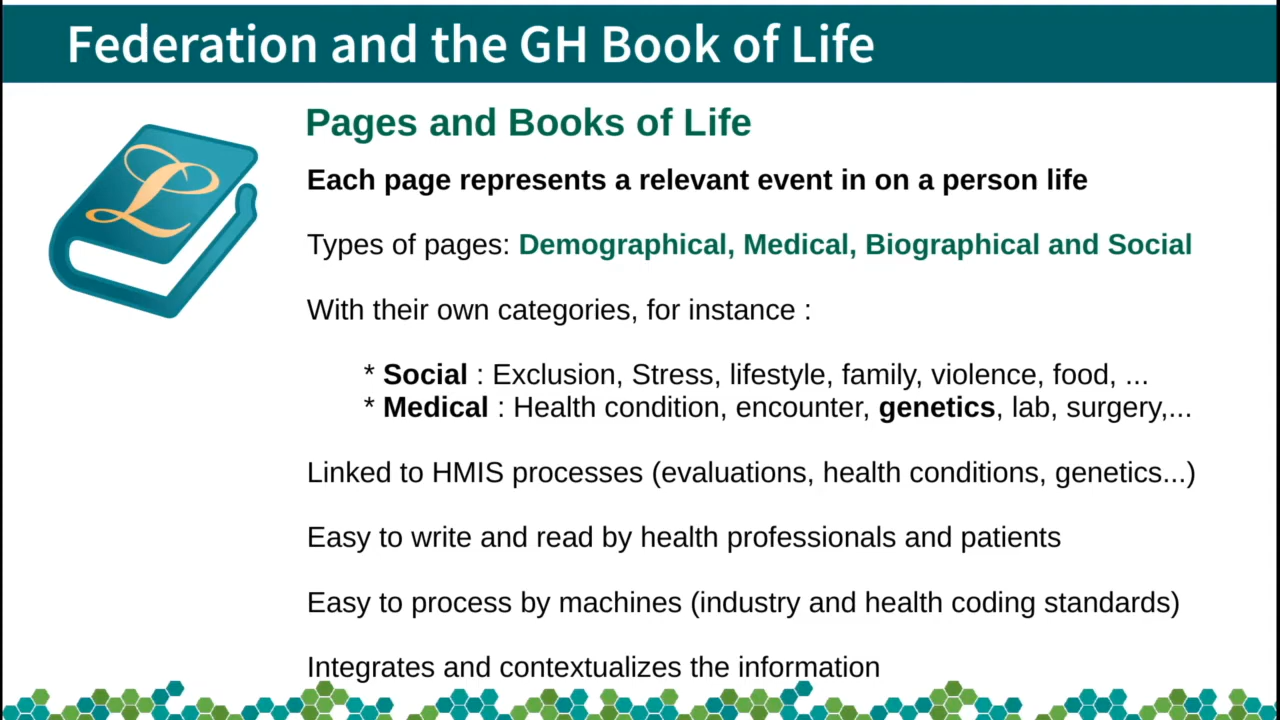 Federation and the GH Book of Life
Pages and Books of Life
Each page represents a relevant event in on a person life
Types of pages: Demographical, Medical, Biographical and Social
With their own categories, for instance :
* Social : Exclusion, Stress, lifestyle, family, violence, food, ...
* Medical : Health condition, encounter, genetics, lab, surgery,...
Linked to HMIS processes (evaluations, health conditions, genetics...)
Easy to write and read by health professionals and patients
Easy to process by machines (industry and health coding standards)
Integrates and contextualizes the information
L